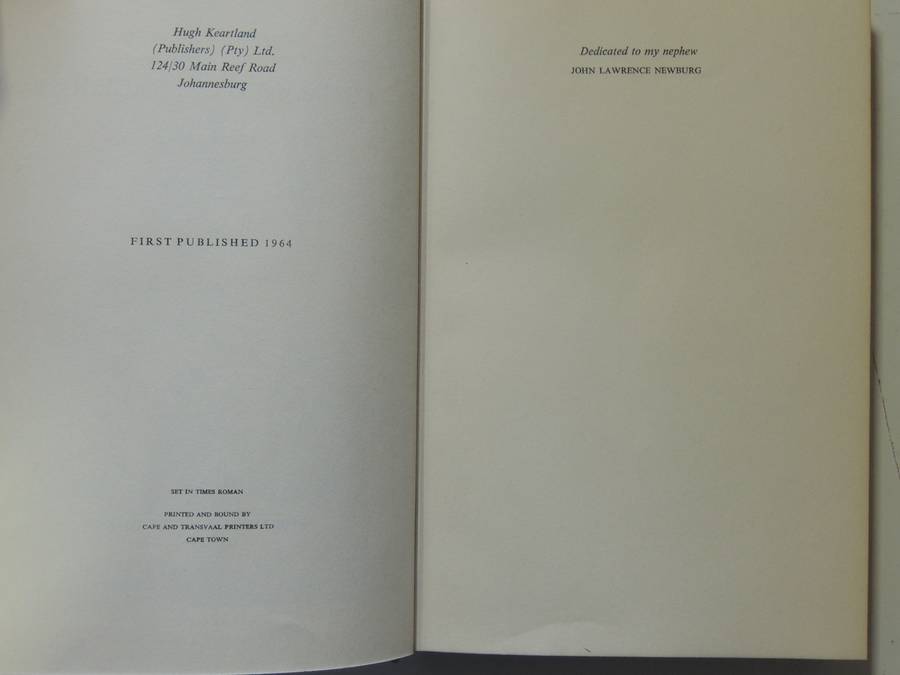 Hugh Keartland
(Publishers) (Pty) Ltd.
124/30 Main Reef Road
Johannesburg
FIRST PUBLISHED 1964
SET IN TIMES ROMAN
PRINTED AND BOUND BY
CAPE AND TRANSVAAL PRINTERS LTD
CAPE TOWN
Dedicated to my nephew
JOHN LAWRENCE NEWBURG